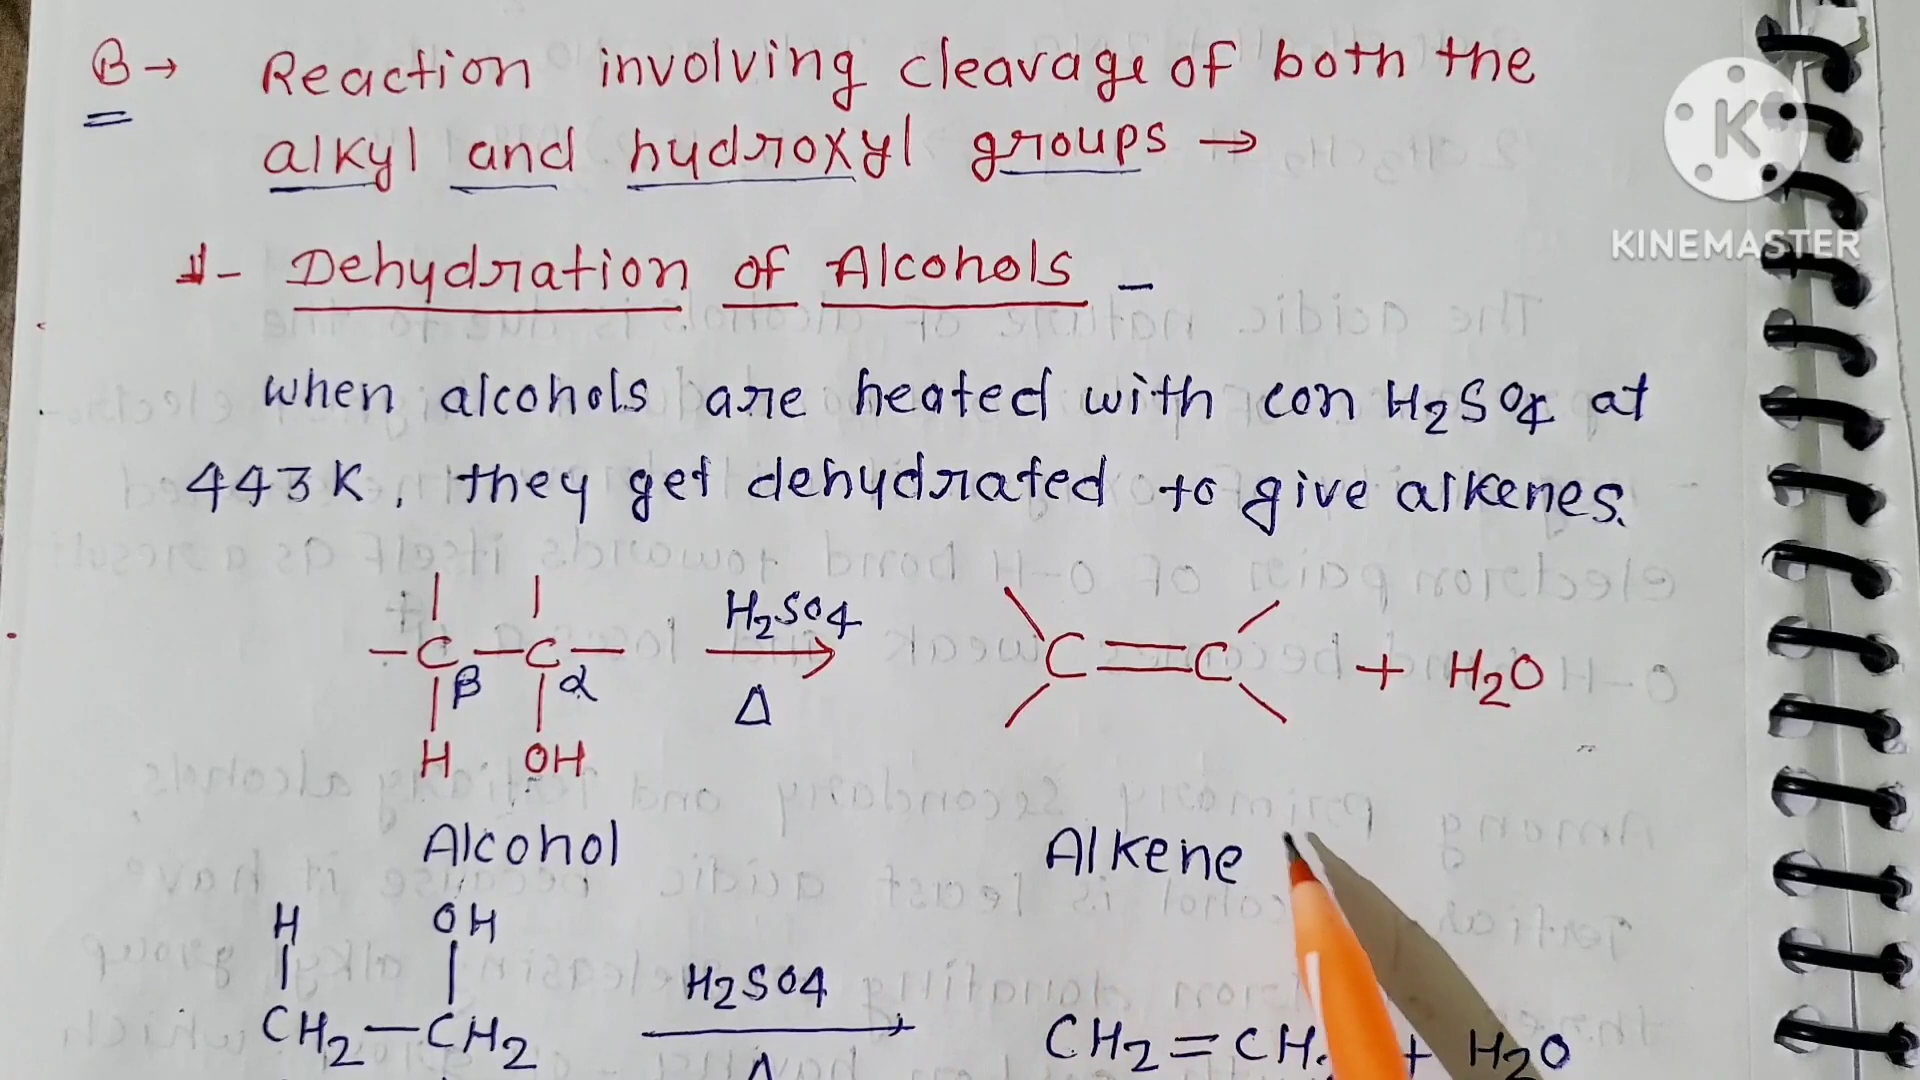 B→ Reaction involving cleavage of both the
alkyl and hydroxyl groups →
KINEMASTER
1- Dehydration of Alcohols -
when alcohols are heated with con H2SO4 at
443K, they get dehydrated to give alkenes.
-C-C- H2SO4 C=C + H2O
β α Δ
H OH
Alcohol Alkene
H OH
CH2-CH2 H2SO4 CH2=CH + H2O
Δ